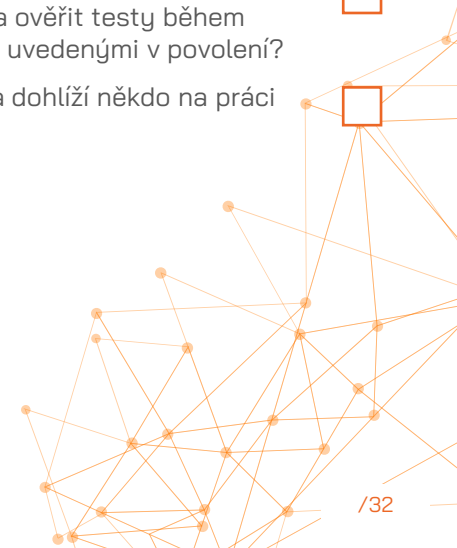 a ověřit testy během
uvedenými v povolení?
a dohlíží někdo na práci
/32